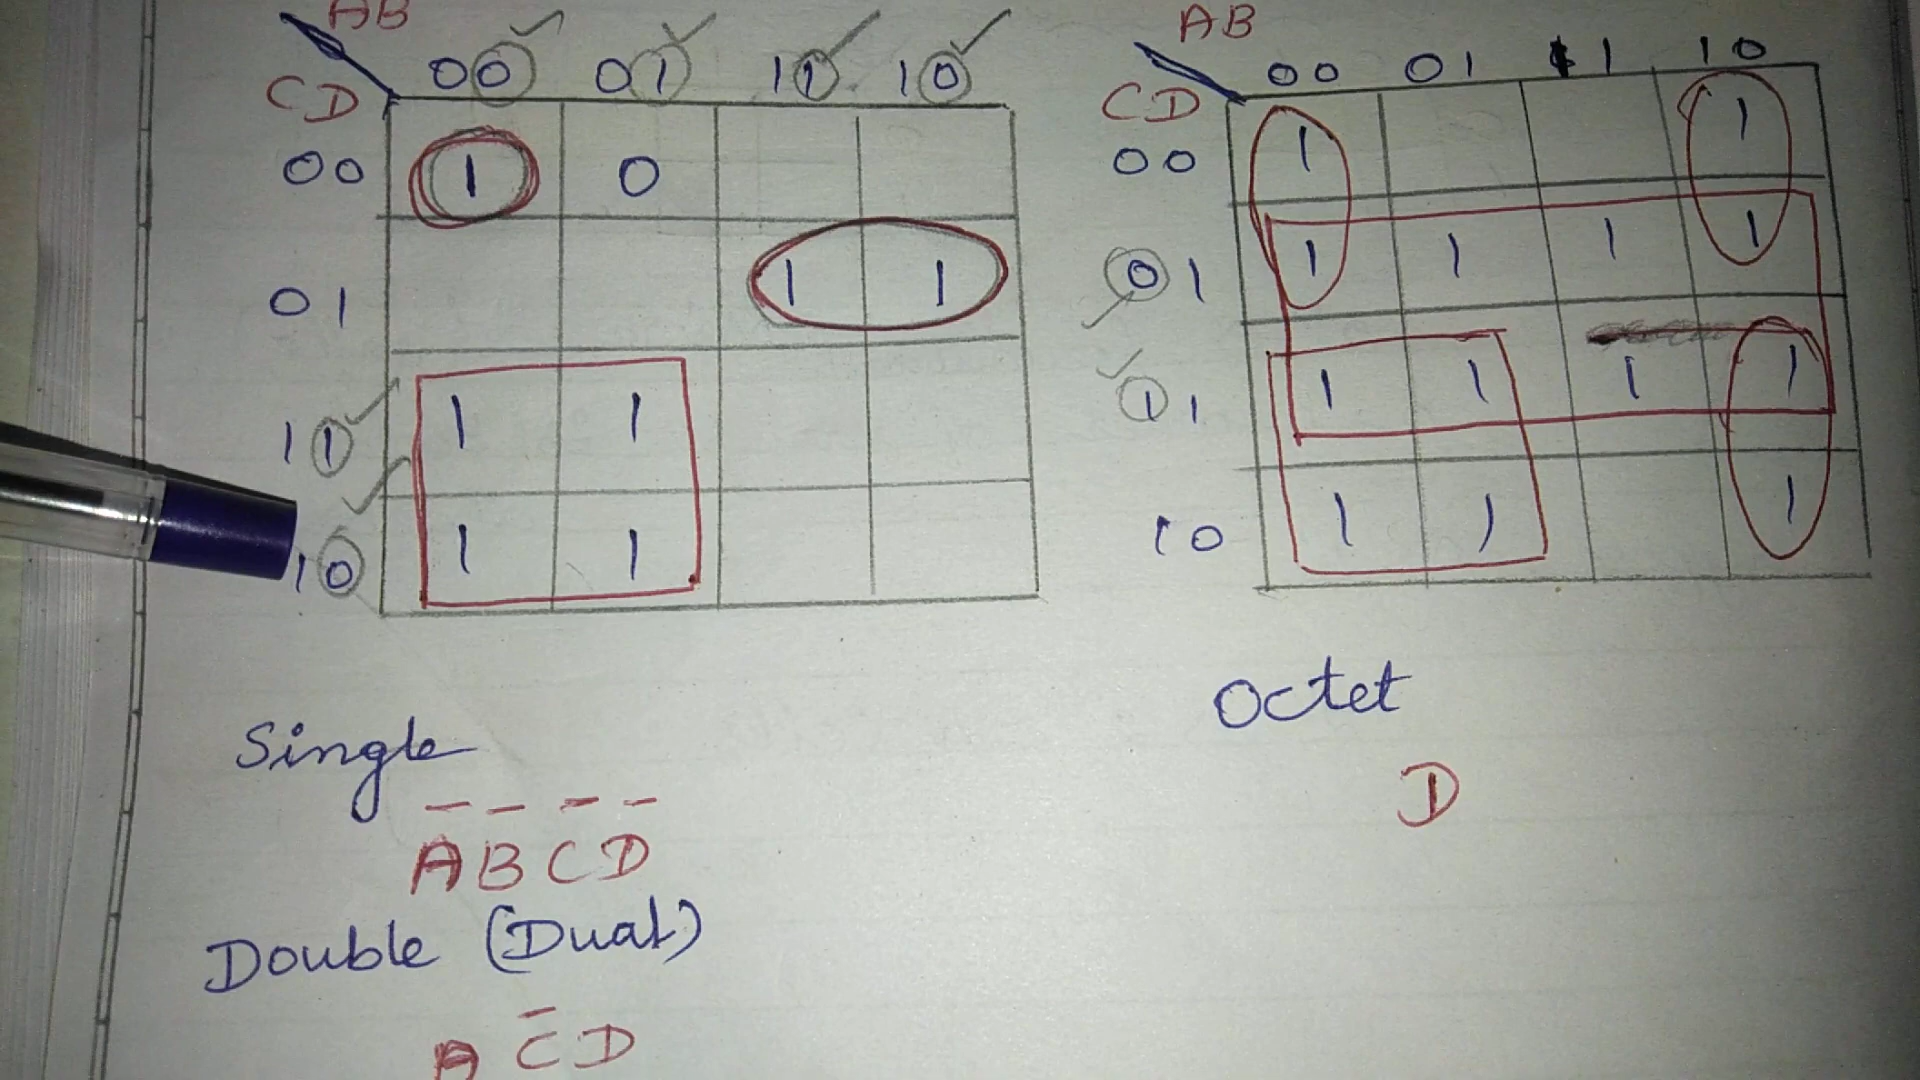 AB
CD 00 01 11 10
00 1 0
01 1 1
11 1 1
10 1 1
AB
CD 00 01 11 10
00 1 1
01 1 1 1 1
11 1 1 1 1
10 1 1 1
Single
A̅ B̅ C̅ D̅
Double (Dual)
A C̅ D
Octet
D